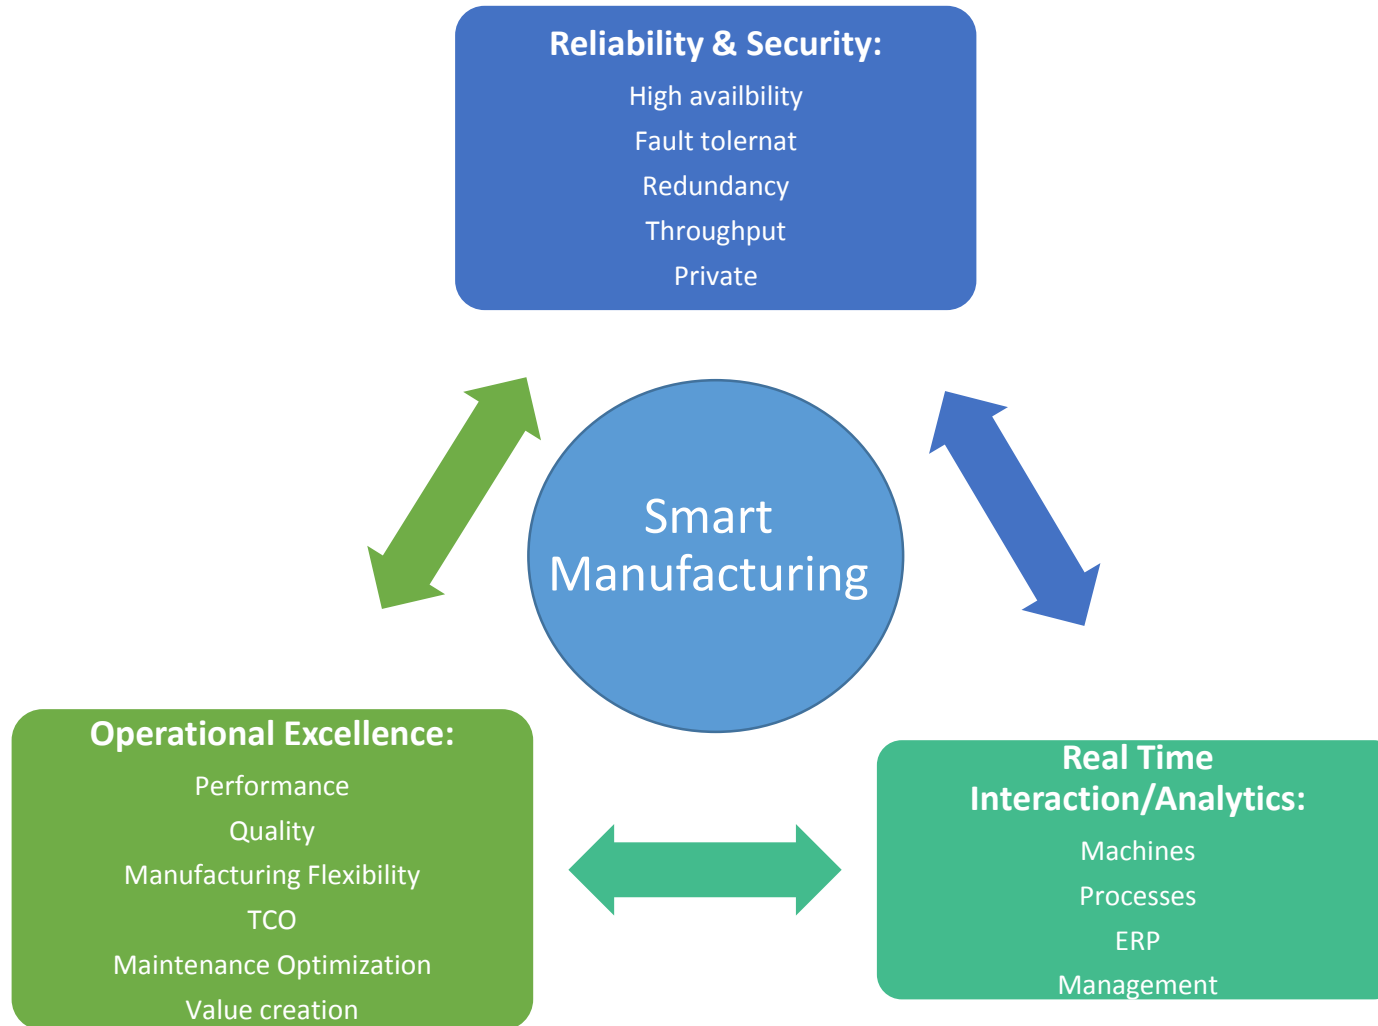 Reliability & Security:
High availbility
Fault tolernat
Redundancy
Throughput
Private
Smart
Manufacturing
Operational Excellence:
Performance
Quality
Manufacturing Flexibility
TCO
Maintenance Optimization
Value creation
Real Time
Interaction/Analytics:
Machines
Processes
ERP
Management